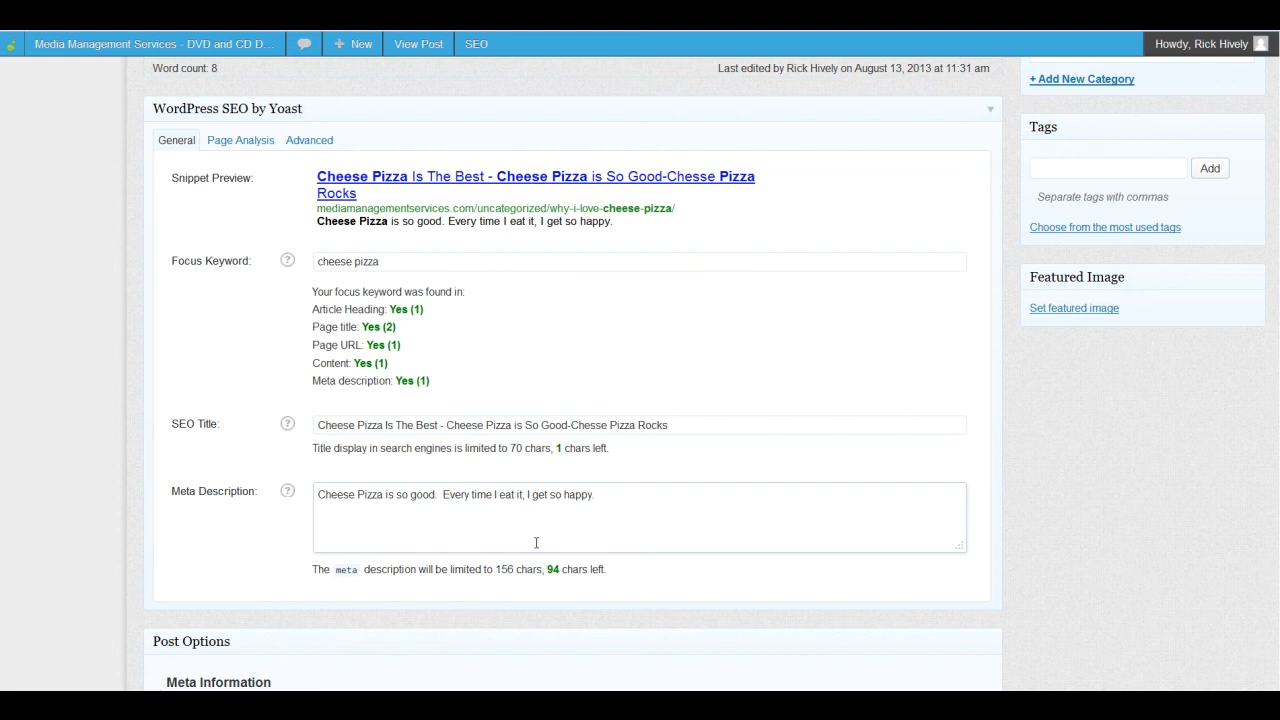 Media Management Services - DVD and CD D... New View Post SEO Howdy, Rick Hively
Word count: 8 Last edited by Rick Hively on August 13, 2013 at 11:31 am
+ Add New Category
WordPress SEO by Yoast
Tags
General Page Analysis Advanced
Add
Separate tags with commas
Choose from the most used tags
Snippet Preview: Cheese Pizza Is The Best - Cheese Pizza is So Good-Chesse Pizza
Rocks
mediamanagementservices.com/uncategorized/why-i-love-cheese-pizza/
Cheese Pizza is so good. Every time I eat it, I get so happy.
Focus Keyword: ? cheese pizza
Featured Image
Set featured image
Your focus keyword was found in:
Article Heading: Yes (1)
Page title: Yes (2)
Page URL: Yes (1)
Content: Yes (1)
Meta description: Yes (1)
SEO Title: ? Cheese Pizza Is The Best - Cheese Pizza is So Good-Chesse Pizza Rocks
Title display in search engines is limited to 70 chars, 1 chars left.
Meta Description: ? Cheese Pizza is so good.  Every time I eat it, I get so happy.
The meta description will be limited to 156 chars, 94 chars left.
Post Options
Meta Information